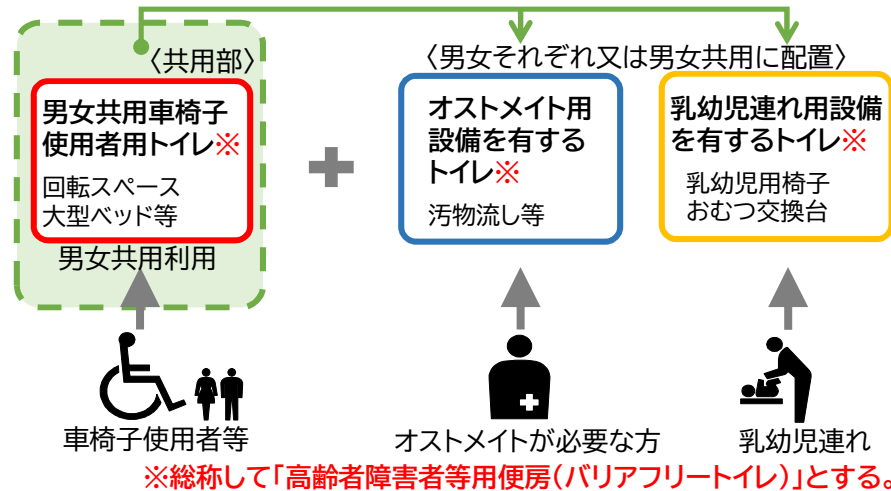 〈共用部〉
〈男女それぞれ又は男女共用に配置〉
男女共用車椅子
使用者用トイレ※
回転スペース
大型ベッド等
男女共用利用
オストメイト用
設備を有する
トイレ※
汚物流し等
乳幼児連れ用設備
を有するトイレ※
乳幼児用椅子
おむつ交換台
車椅子使用者等
オストメイトが必要な方
乳幼児連れ
※総称して「高齢者障害者等用便房(バリアフリートイレ)」とする。